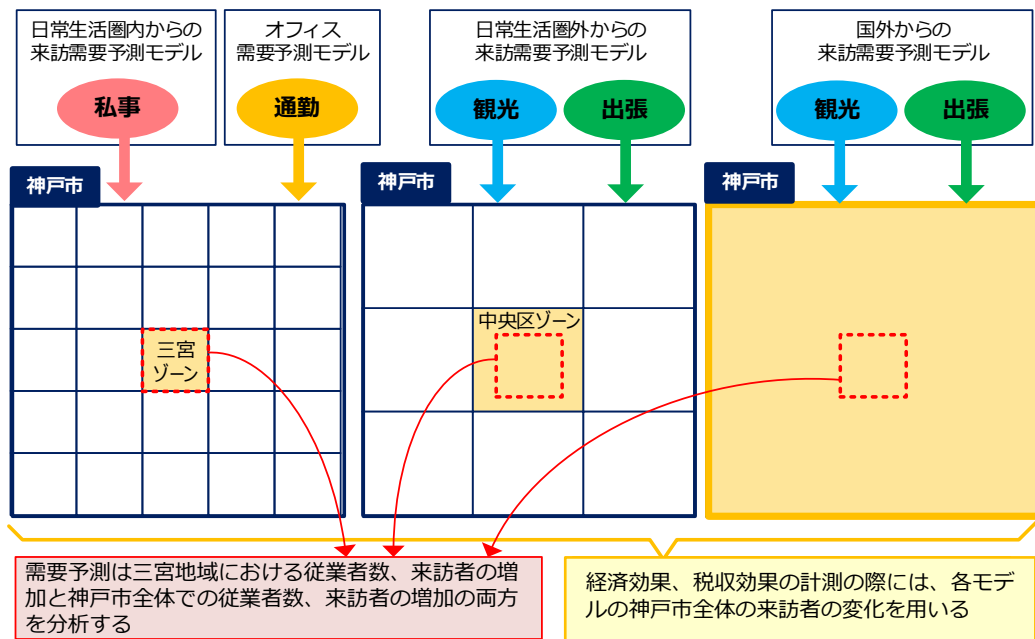 日常生活圏内からの
来訪需要予測モデル
私事
オフィス
需要予測モデル
通勤
日常生活圏外からの
来訪需要予測モデル
観光
出張
国外からの
来訪需要予測モデル
観光
出張
神戸市
神戸市
神戸市
三宮
ゾーン
中央区ゾーン
需要予測は三宮地域における従業者数、来訪者の増
加と神戸市全体での従業者数、来訪者の増加の両方
を分析する
経済効果、税収効果の計測の際には、各モ
デルの神戸市全体の来訪者の変化を用いる